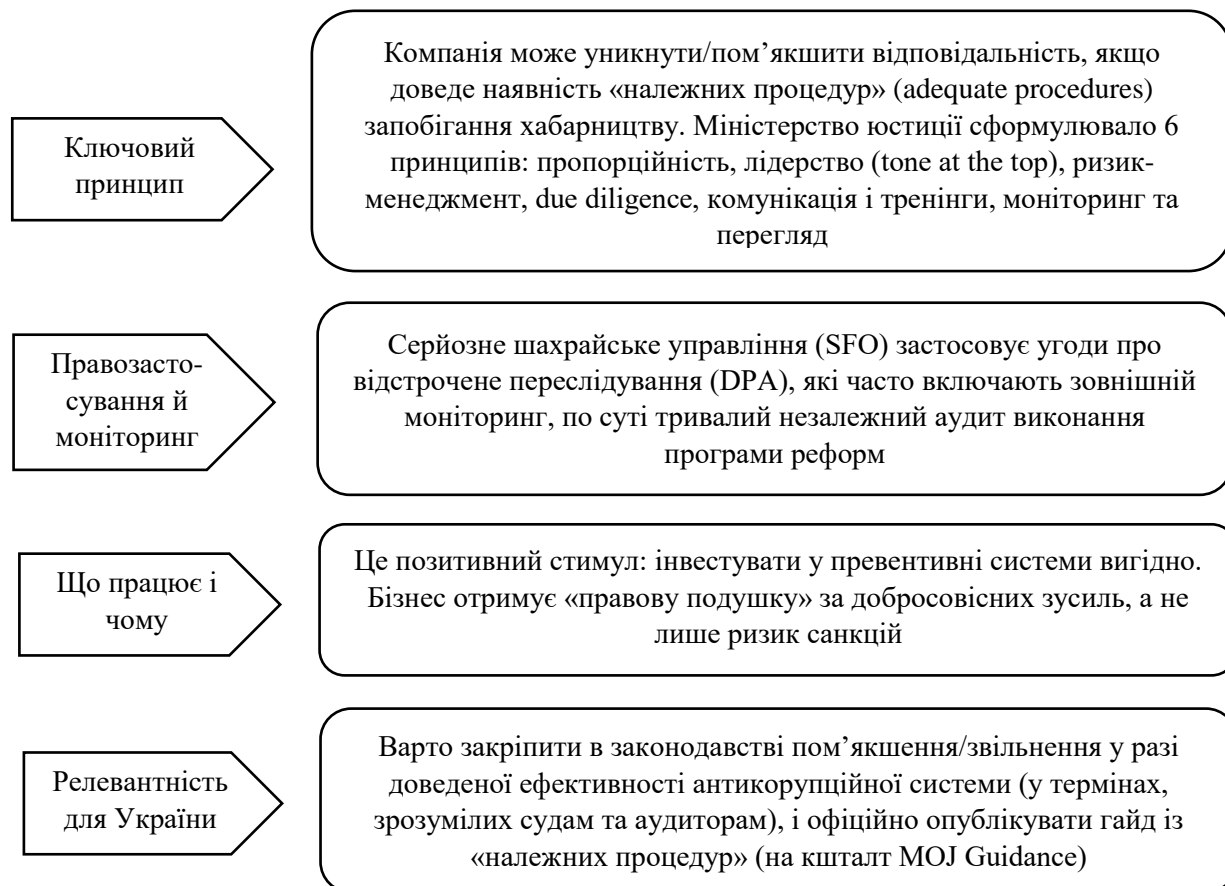 Ключовий
принцип
Компанія може уникнути/пом’якшити відповідальність, якщо
доведе наявність «належних процедур» (adequate procedures)
запобігання хабарництву. Міністерство юстиції сформулювало 6
принципів: пропорційність, лідерство (tone at the top), ризик-
менеджмент, due diligence, комунікація і тренінги, моніторинг та
перегляд
Правозасто-
сування й
моніторинг
Серйозне шахрайське управління (SFO) застосовує угоди про
відстрочене переслідування (DPA), які часто включають зовнішній
моніторинг, по суті тривалий незалежний аудит виконання
програми реформ
Що працює і
чому
Це позитивний стимул: інвестувати у превентивні системи вигідно.
Бізнес отримує «правову подушку» за добросовісних зусиль, а не
лише ризик санкцій
Релевантність
для України
Варто закріпити в законодавстві пом’якшення/звільнення у разі
доведеної ефективності антикорупційної системи (у термінах,
зрозумілих судам та аудиторам), і офіційно опублікувати гайд із
«належних процедур» (на кшталт MOJ Guidance)